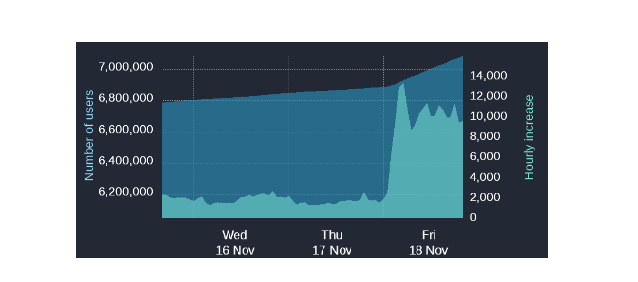 7,000,000
6,800,000
6,600,000
6,400,000
6,200,000
Number of users
14,000
12,000
10,000
8,000
6,000
4,000
2,000
0
Hourly increase
Wed
16 Nov
Thu
17 Nov
Fri
18 Nov